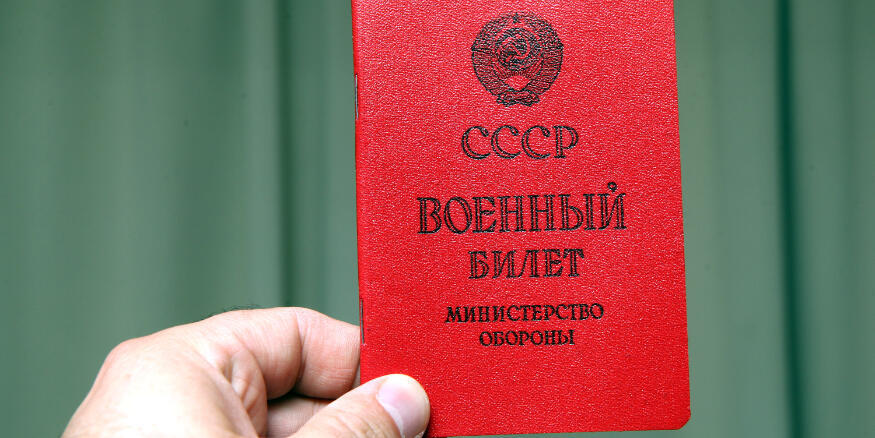 СССР
ВОЕННЫЙ
БИЛЕТ
МИНИСТЕРСТВО
ОБОРОНЫ